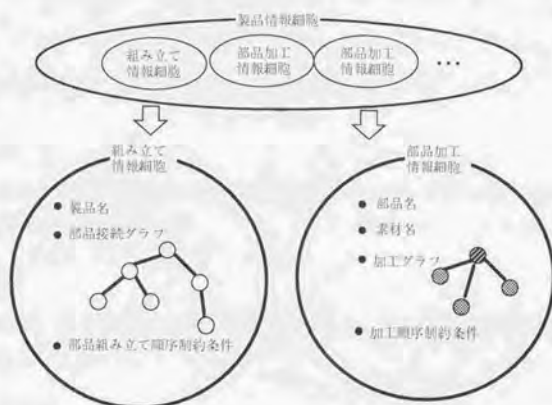 製品情報細胞
組み立て
情報細胞
部品加工
情報細胞
部品加工
情報細胞
・・・
組み立て
情報細胞
● 製品名
● 部品接続グラフ
● 部品組み立て順序制約条件
部品加工
情報細胞
● 部品名
● 素材名
● 加工グラフ
● 加工順序制約条件